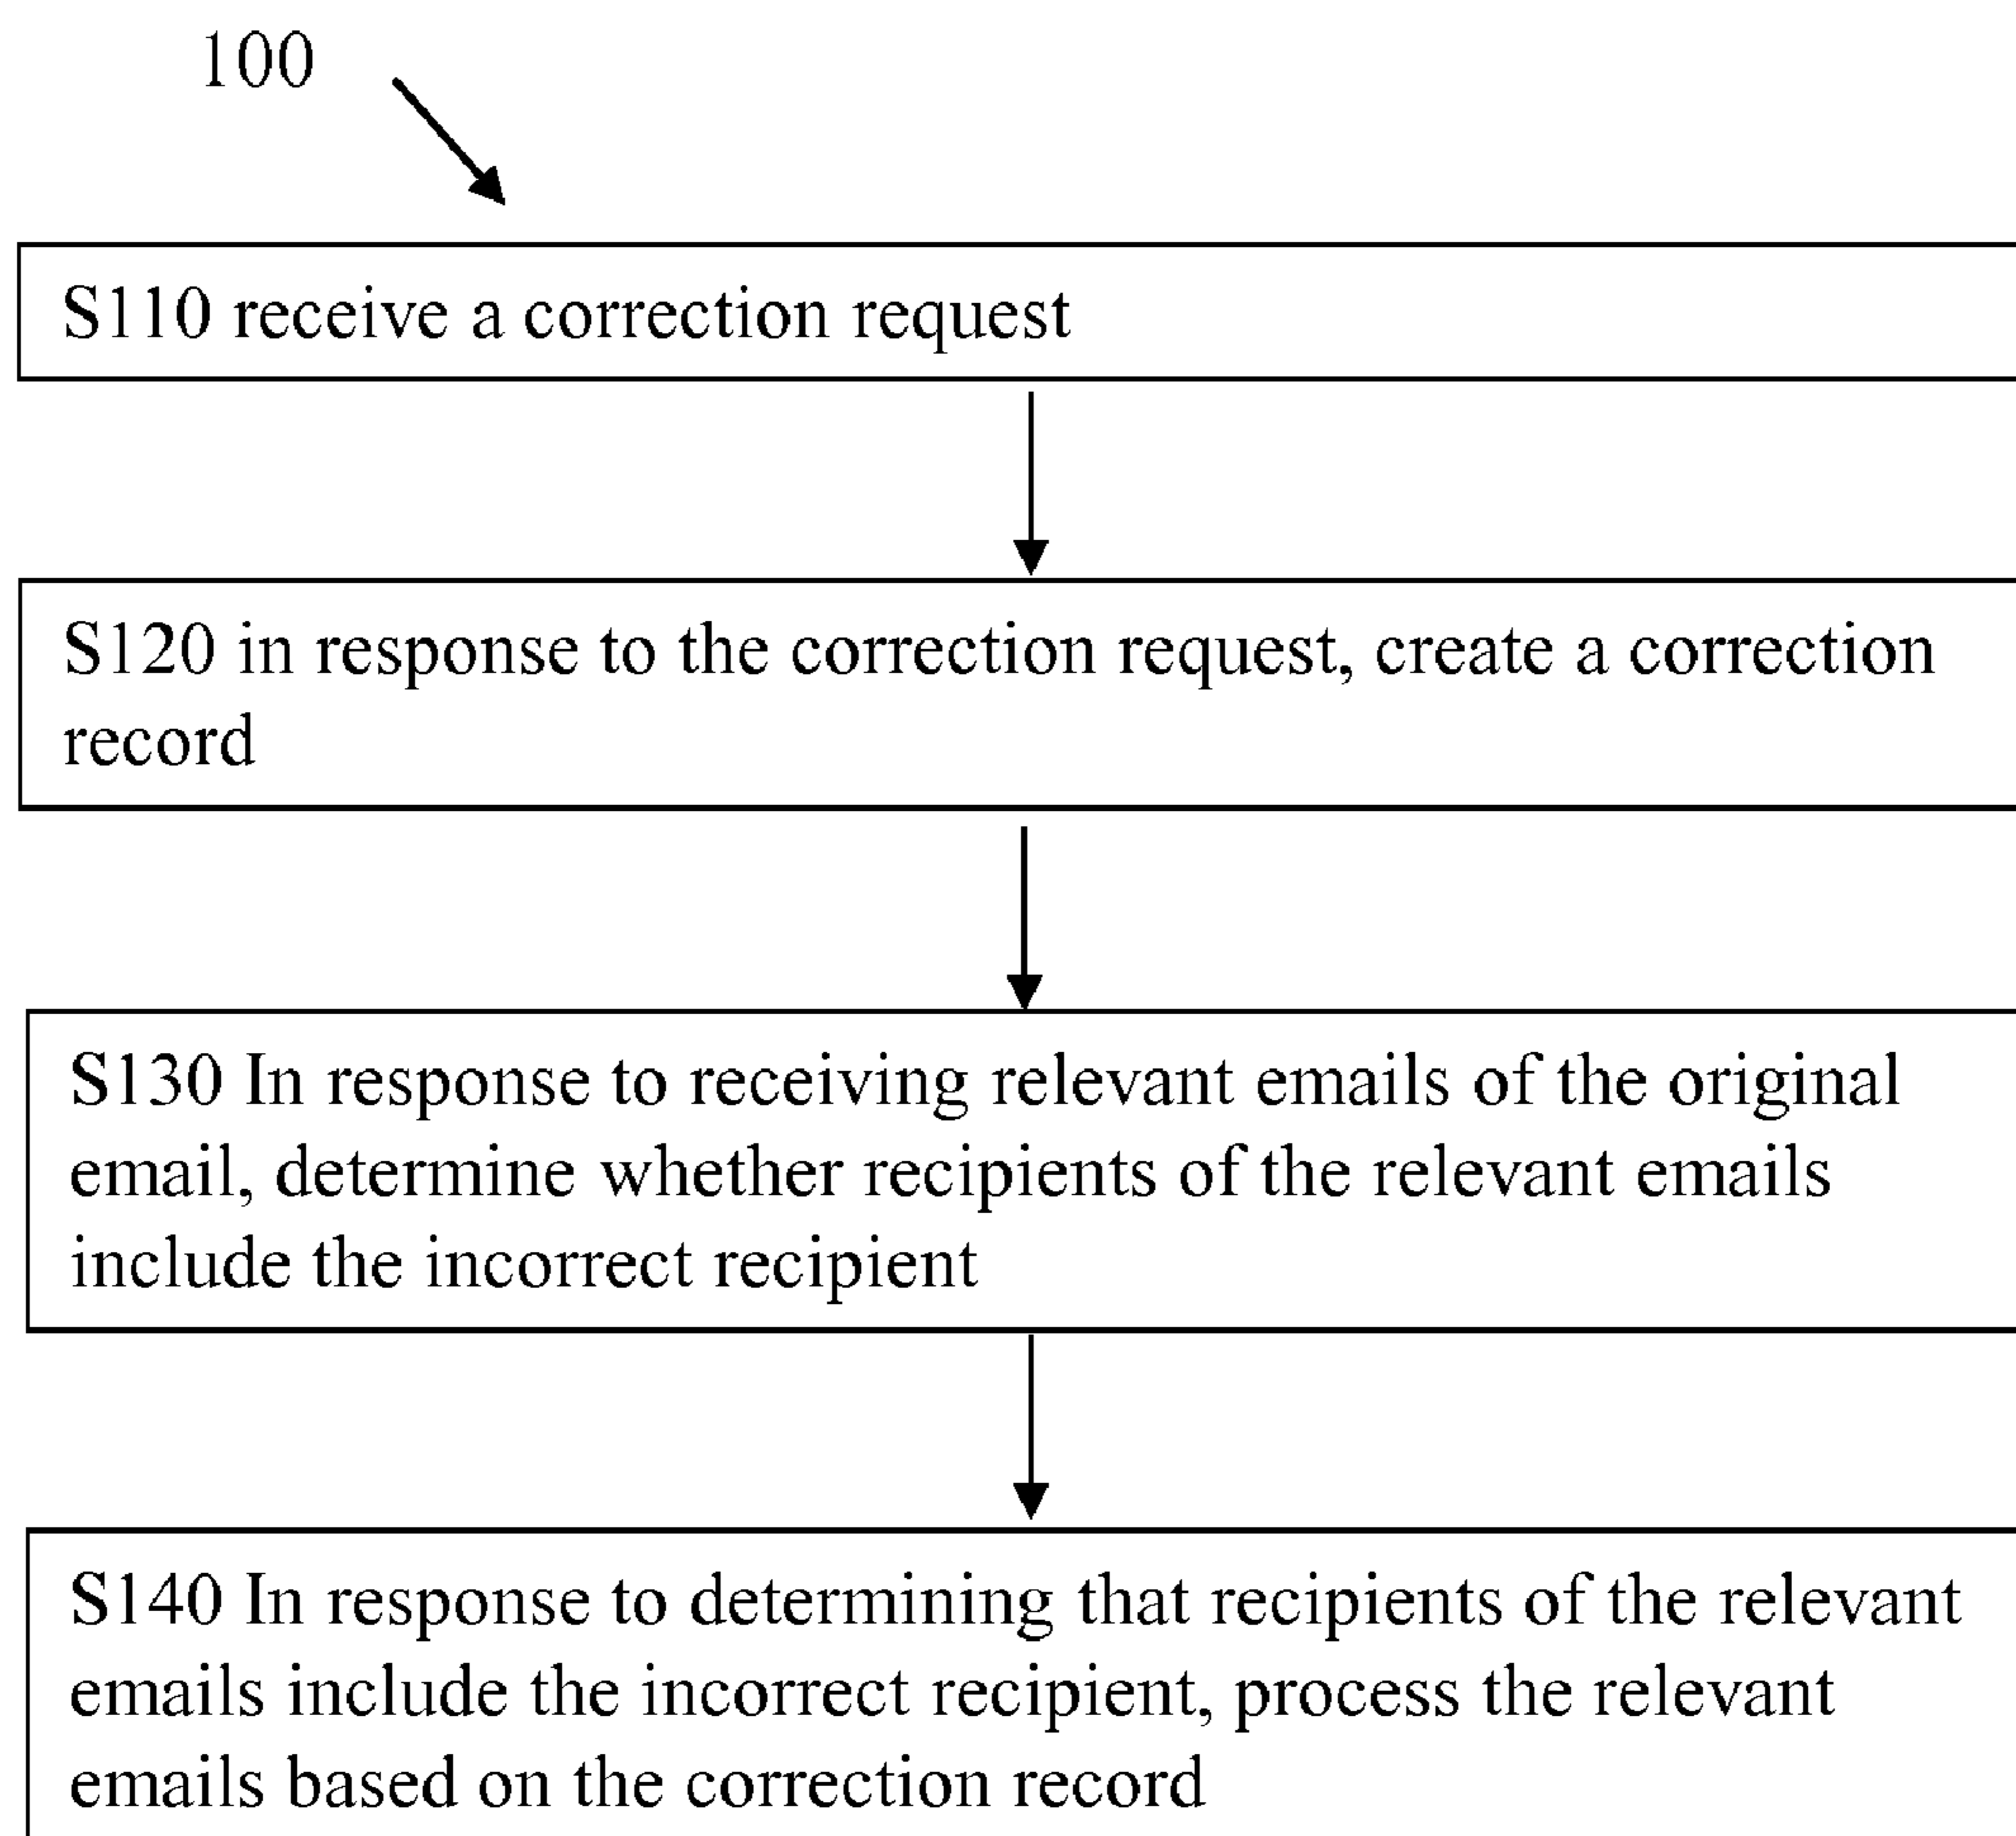 100
S110 receive a correction request
S120 in response to the correction request, create a correction
record
S130 In response to receiving relevant emails of the original
email, determine whether recipients of the relevant emails
include the incorrect recipient
S140 In response to determining that recipients of the relevant
emails include the incorrect recipient, process the relevant
emails based on the correction record